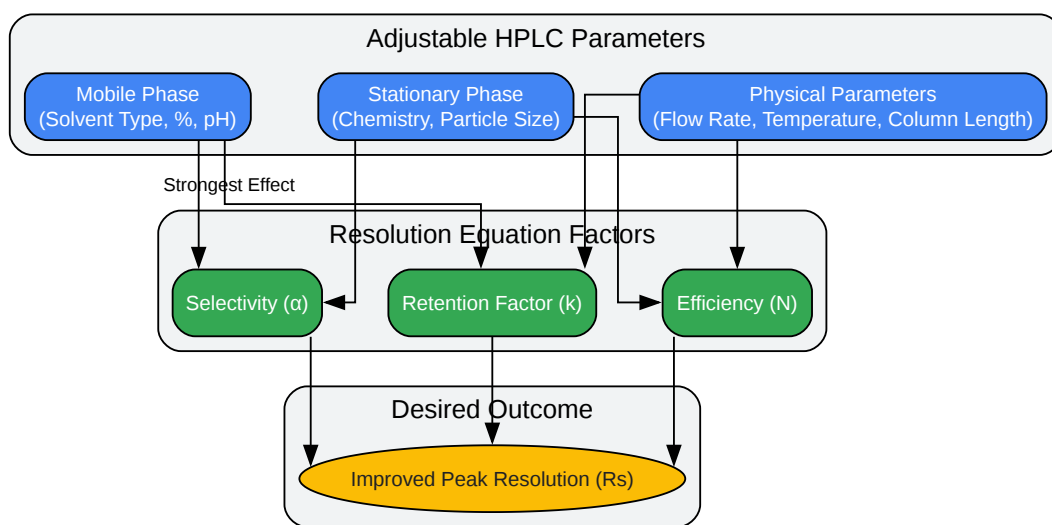 Adjustable HPLC Parameters
Mobile Phase
(Solvent Type, %, pH)
Stationary Phase
(Chemistry, Particle Size)
Physical Parameters
(Flow Rate, Temperature, Column Length)
Strongest Effect
Resolution Equation Factors
Selectivity (α)
Retention Factor (k)
Efficiency (N)
Desired Outcome
Improved Peak Resolution (Rs)